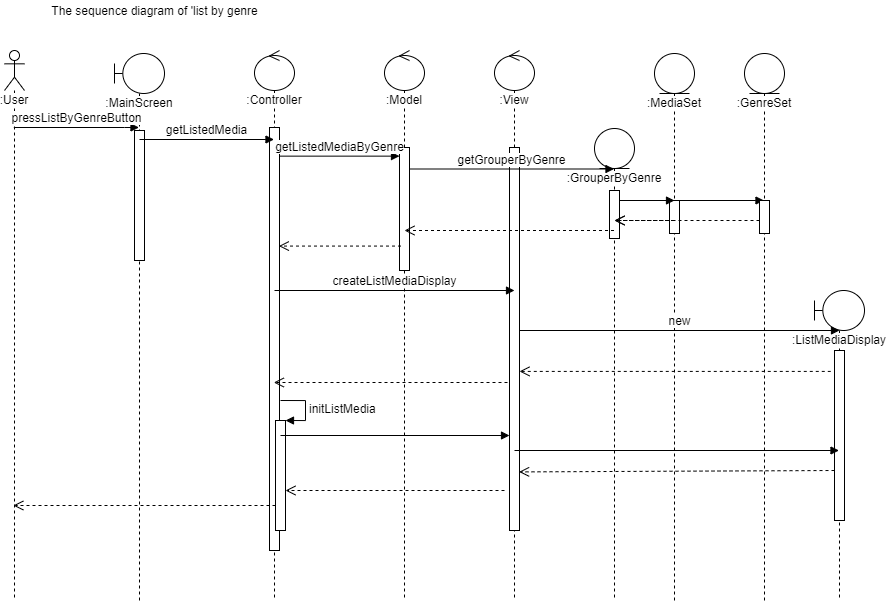 The sequence diagram of 'list by genre
:User
:MainScreen
:Controller
:Model
:View
:MediaSet
:GenreSet
pressListByGenreButton
getListedMedia
getListedMediaByGenre
getGrouperByGenre
:GrouperByGenre
createListMediaDisplay
new
:ListMediaDisplay
initListMedia